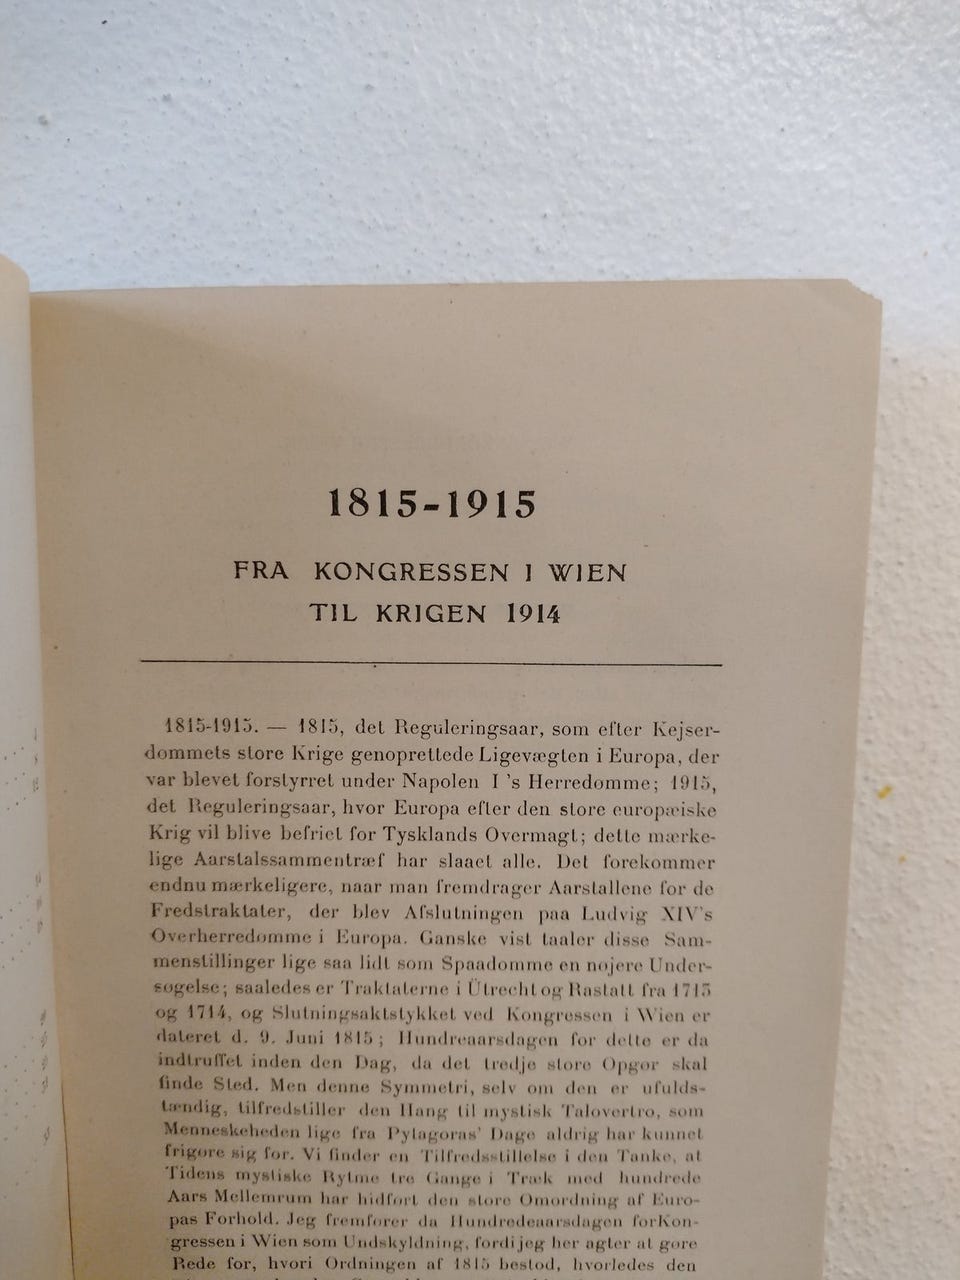 1815-1915
FRA KONGRESSEN I WIEN
TIL KRIGEN 1914
1815-1915. — 1815, det Reguleringsaar, som efter Kejser-
dommets store Krige genoprettede Ligevægten i Europa, der
var blevet forstyrret under Napolen I 's Herredomme; 1915,
det Reguleringsaar, hvor Europa efter den store europæiske
Krig vil blive befriet for Tysklands Overmagt; dette mærke-
lige Aarstalssammentræf har slaaet alle. Det forekommer
endnu mærkeligere, naar man fremdrager Aarstallene for de
Fredstraktater, der blev Afslutningen paa Ludvig XIV's
Overherredomme i Europa. Ganske vist taaler disse Sam-
menstillinger lige saa lidt som Spaadomme en nøjere Under-
søgelse; saaledes er Traktaterne i Utrecht og Rastatt fra 1713
og 1714, og Slutningsaktstykket ved Kongressen i Wien er
dateret d. 9. Juni 1815; Hundreaarsdagen for dette er da
indtruffet inden den Dag, da det tredje store Opgør skal
finde Sted. Men denne Symmetri, selv om den er ufulds-
tændig, tilfredstiller den Hang til mystisk Talovertro, som
Menneskeheden lige fra Pytagoras' Dage aldrig har kunnet
frigøre sig for. Vi finder en Tilfredsstillelse i den Tanke, at
Tidens mystiske Rytme tre Gange i Træk med hundrede
Aars Mellemrum har hidført den store Omordning af Euro-
pas Forhold. Jeg fremfører da Hundredeaarsdagen forKon-
gressen i Wien som Undskyldning, fordi jeg her agter at gøre
Rede for, hvori Ordningen af 1815 bestod, hvorledes den